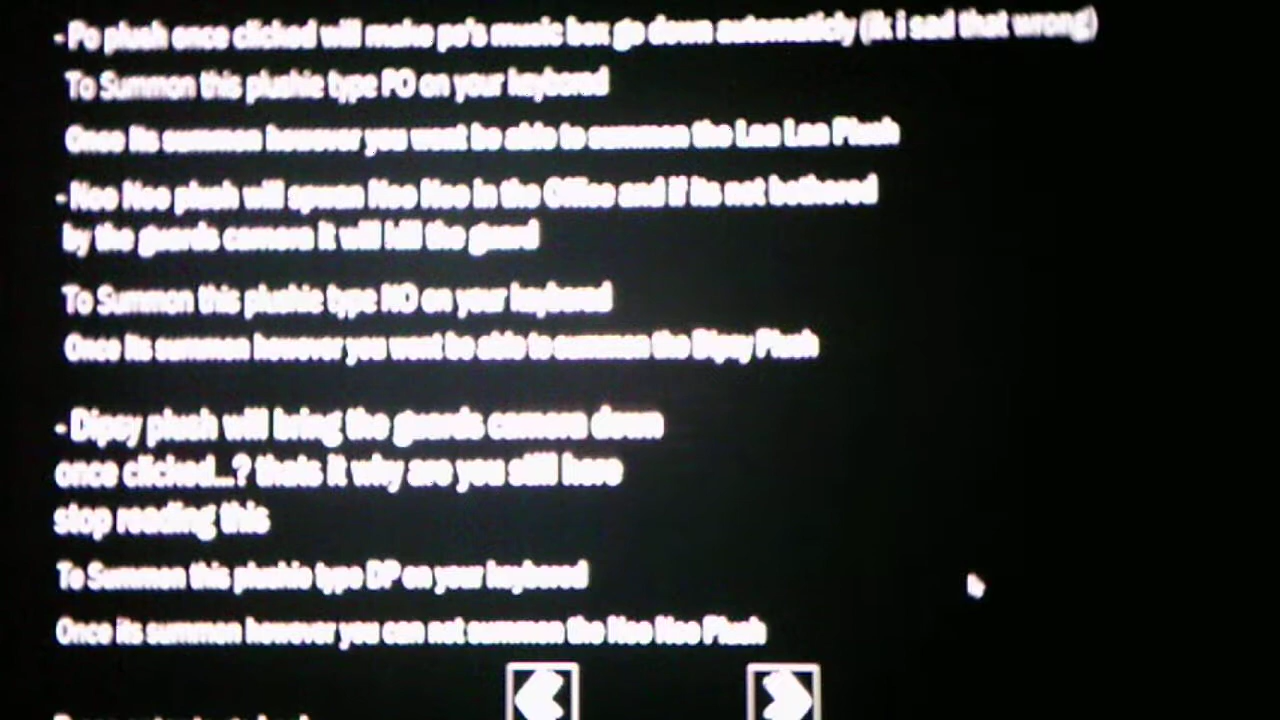 - Po plush once clicked will make po's music box go down automaticly (ik i sad that wrong)
To Summon this plushie type PO on your keybored
Once its summon however you wont be able to summon the Laa Laa Plush
- Noo Noo plush will spawn Noo Noo in the Office and if its not bothered
by the guards camera it will kill the guard
To Summon this plushie type NO on your keybored
Once its summon however you wont be able to summon the Dipsy Plush
- Dipsy plush will bring the guards camera down
once clicked...? thats it why are you still here
stop reading this
To Summon this plushie type DP on your keybored
Once its summon however you can not summon the Noo Noo Plush